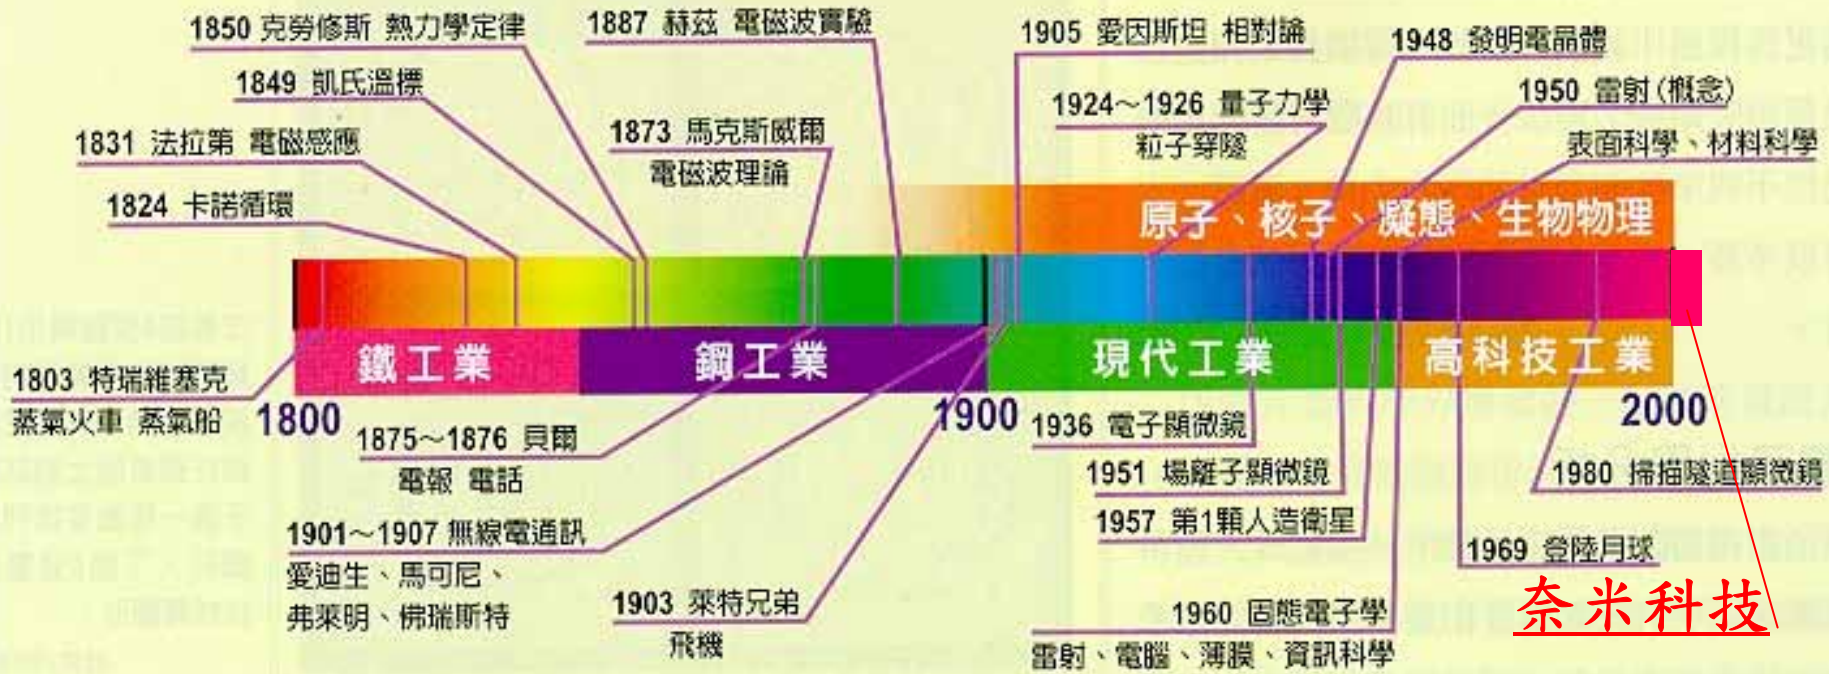 1850 克勞修斯 熱力學定律
1887 赫茲 電磁波實驗
1905 愛因斯坦 相對論
1948 發明電晶體
1849 凱氏溫標
1950 雷射(概念)
1924～1926 量子力學
粒子穿隧
1831 法拉第 電磁感應
1873 馬克斯威爾
電磁波理論
表面科學、材料科學
1824 卡諾循環
原子、核子、凝態、生物物理
鐵工業
鋼工業
現代工業
高科技工業
1803 特瑞維塞克
蒸氣火車 蒸氣船
1800
1900
2000
1875～1876 貝爾
電報 電話
1936 電子顯微鏡
1951 場離子顯微鏡
1980 掃描隧道顯微鏡
1901～1907 無線電通訊
愛迪生、馬可尼、
弗萊明、佛瑞斯特
1957 第1顆人造衛星
1969 登陸月球
1903 萊特兄弟
飛機
1960 固態電子學
雷射、電腦、薄膜、資訊科學
奈米科技